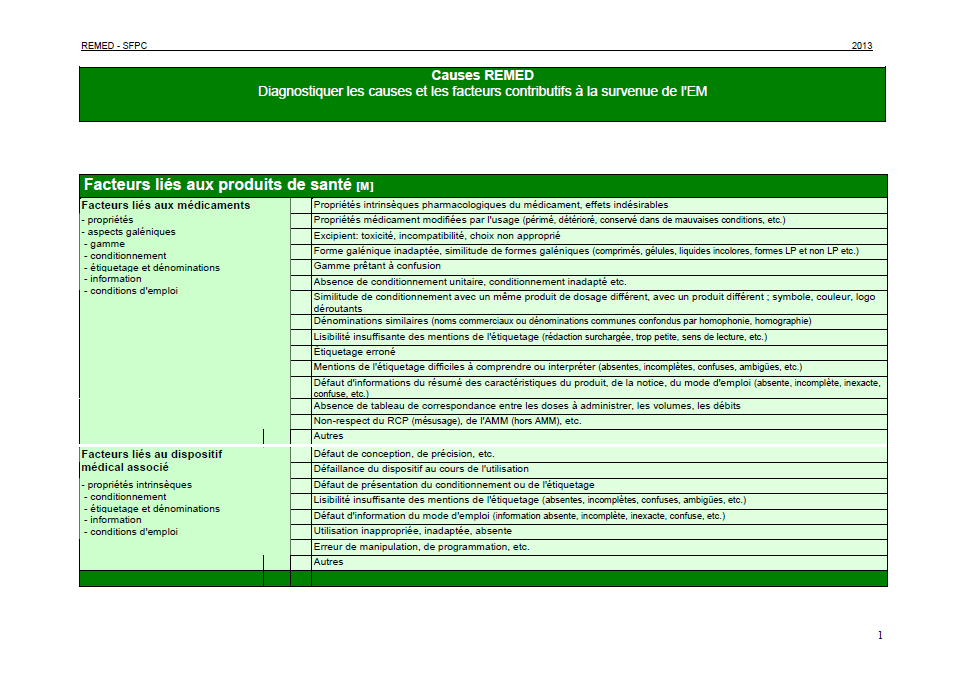 REMED - SFPC 2013
Causes REMED
Diagnostiquer les causes et les facteurs contributifs à la survenue de l'EM
Facteurs liés aux produits de santé [M]
Facteurs liés aux médicaments
- propriétés
- aspects galéniques
- gamme
- conditionnement
- étiquetage et dénominations
- information
- conditions d'emploi
Propriétés intrinsèques pharmacologiques du médicament, effets indésirables
Propriétés médicament modifiées par l'usage (périmé, détérioré, conservé dans de mauvaises conditions, etc.)
Excipient: toxicité, incompatibilité, choix non approprié
Forme galénique inadaptée, similitude de formes galéniques (comprimés, gélules, liquides incolores, formes LP et non LP etc.)
Gamme prêtant à confusion
Absence de conditionnement unitaire, conditionnement inadapté etc.
Similitude de conditionnement avec un même produit de dosage différent, avec un produit différent ; symbole, couleur, logo
déroutants
Dénominations similaires (noms commerciaux ou dénominations communes confondus par homophonie, homographie)
Lisibilité insuffisante des mentions de l'étiquetage (rédaction surchargée, trop petite, sens de lecture, etc.)
Étiquetage erroné
Mentions de l'étiquetage difficiles à comprendre ou interpréter (absentes, incomplètes, confuses, ambigües, etc.)
Défaut d'informations du résumé des caractéristiques du produit, de la notice, du mode d'emploi (absente, incomplète, inexacte,
confuse, etc.)
Absence de tableau de correspondance entre les doses à administrer, les volumes, les débits
Non-respect du RCP (mésusage), de l'AMM (hors AMM), etc.
Autres
Facteurs liés au dispositif
médical associé
- propriétés intrinsèques
- conditionnement
- étiquetage et dénominations
- information
- conditions d'emploi
Défaut de conception, de précision, etc.
Défaillance du dispositif au cours de l'utilisation
Défaut de présentation du conditionnement ou de l'étiquetage
Lisibilité insuffisante des mentions de l'étiquetage (absentes, incomplètes, confuses, ambigües, etc.)
Défaut d'information du mode d'emploi (information absente, incomplète, inexacte, confuse, etc.)
Utilisation inappropriée, inadaptée, absente
Erreur de manipulation, de programmation, etc.
Autres
1